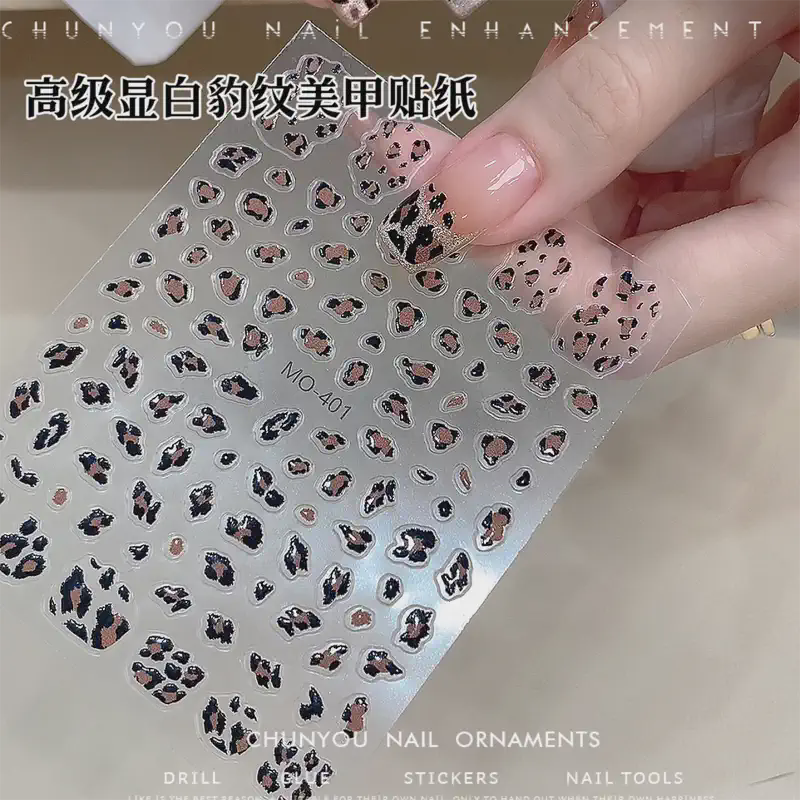 CHUNYOU NAIL ENHANCEMENT
高级显白豹纹美甲贴纸
MO-401
CHUNYOU NAIL ORNAMENTS
DRILL GLUE STICKERS NAIL TOOLS